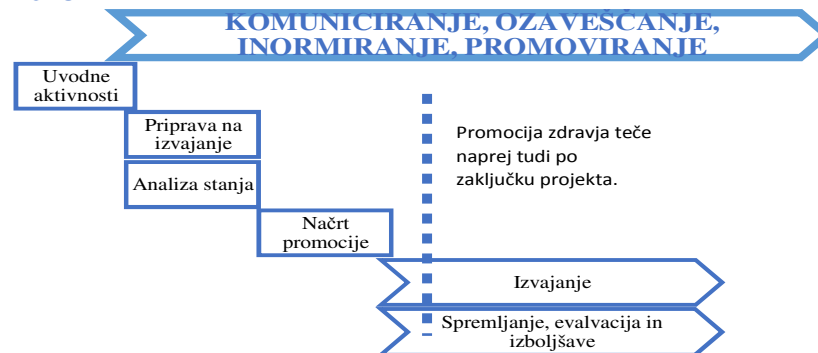 KOMUNICIRANJE, OZAVEŠČANJE,
INORMIRANJE, PROMOVIRANJE
Uvodne
aktivnosti
Priprava na
izvajanje
Promocija zdravja teče
naprej tudi po
zaključku projekta.
Analiza stanja
Načrt
promocije
Izvajanje
Spremljanje, evalvacija in
izboljšave